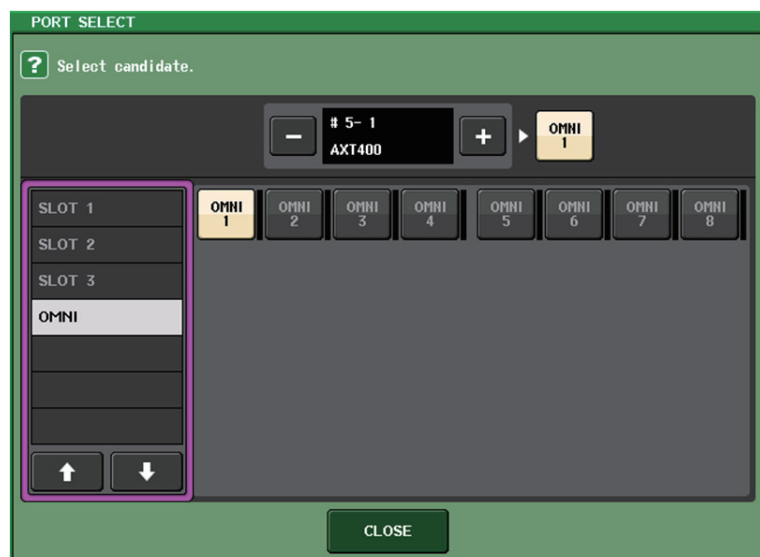 PORT SELECT
? Select candidate.
# 5- 1
AXT400
OMNI
1
SLOT 1
SLOT 2
SLOT 3
OMNI
OMNI 1
OMNI 2
OMNI 3
OMNI 4
OMNI 5
OMNI 6
OMNI 7
OMNI 8
CLOSE